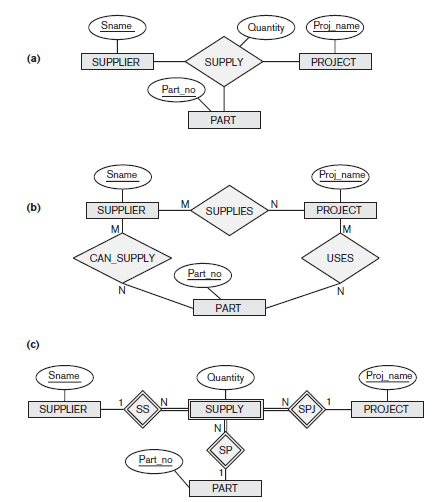 Sname
Quantity
Proj_name
(a)
SUPPLIER
SUPPLY
PROJECT
Part_no
PART
Sname
Proj_name
(b)
SUPPLIER
M
SUPPLIES
N
PROJECT
M
M
CAN_SUPPLY
USES
Part_no
N
N
PART
(c)
Sname
Quantity
Proj_name
SUPPLIER
1
SS
N
SUPPLY
N
SPJ
1
PROJECT
N
SP
Part_no
1
PART